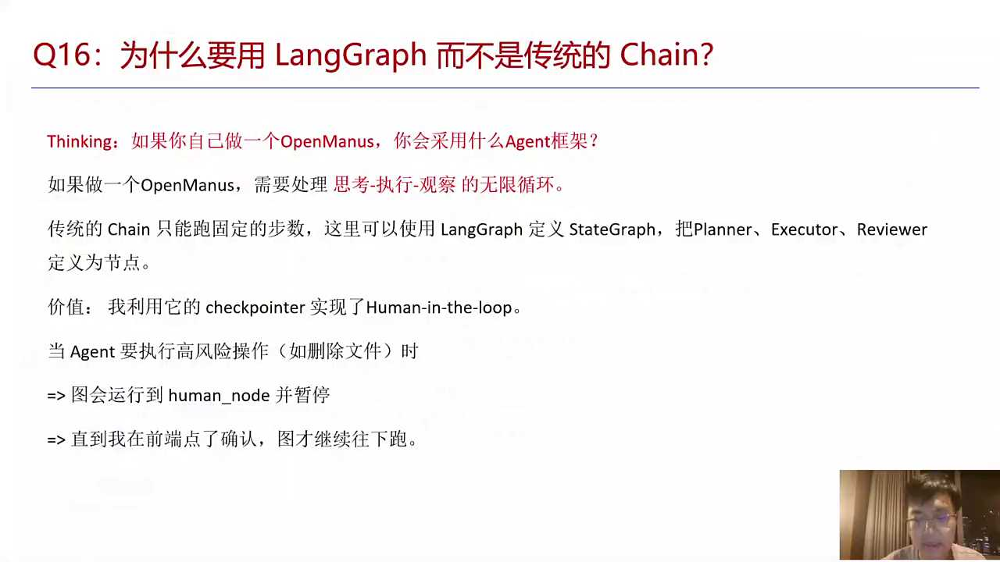 Q16：为什么要用 LangGraph 而不是传统的 Chain？
Thinking：如果你自己做一个OpenManus，你会采用什么Agent框架？
如果做一个OpenManus，需要处理 思考-执行-观察 的无限循环。
传统的 Chain 只能跑固定的步数，这里可以使用 LangGraph 定义 StateGraph，把Planner、Executor、Reviewer
定义为节点。
价值： 我利用它的 checkpointer 实现了Human-in-the-loop。
当 Agent 要执行高风险操作（如删除文件）时
=> 图会运行到 human_node 并暂停
=> 直到我在前端点了确认，图才继续往下跑。